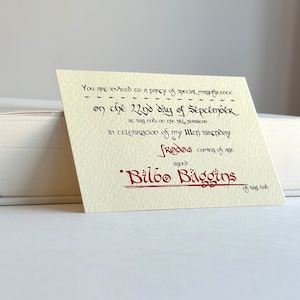 You are invited to a party of special magnificence
on the 22nd day of September
at bag end, on the hill, hobbiton
in celebration of my 111th birthday
Frodos coming of age
signed
Bilbo Baggins
of bag End